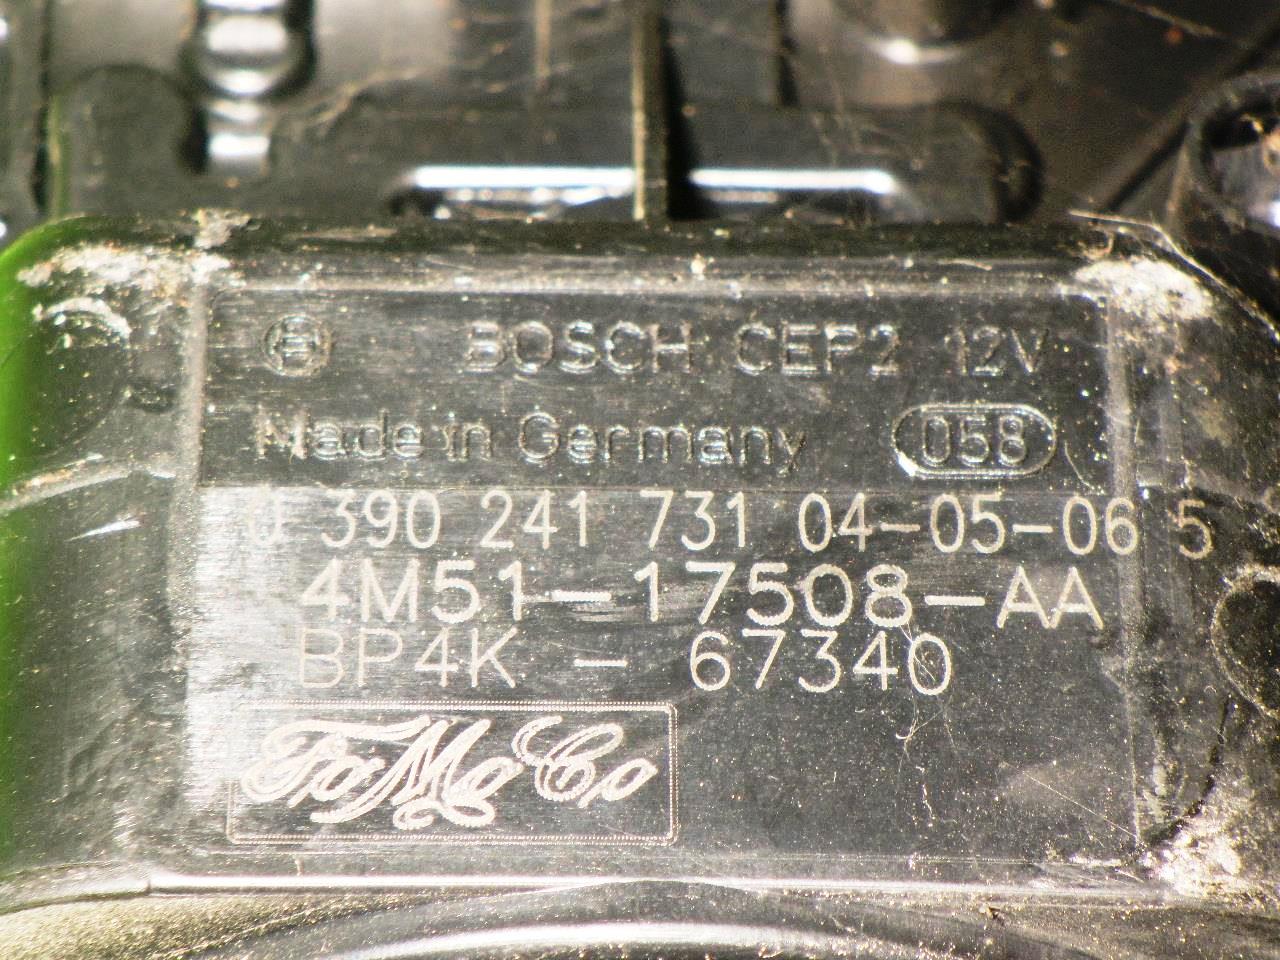 BOSCH CEP2 12V
Made in Germany 058
0 390 241 731 04-05-06 5
4M51-17508-AA
BP4K - 67340
FoMoCo